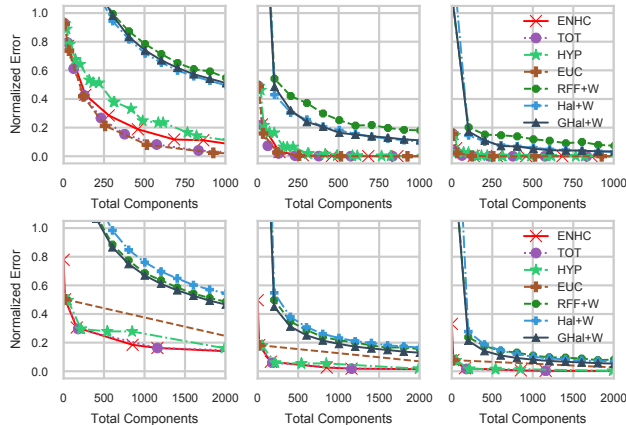 1.0
0.8
0.6
0.4
0.2
0.0
Normalized Error
0 250 500 750 1000
Total Components
0 250 500 750 1000
Total Components
0 250 500 750 1000
Total Components
ENHC
TOT
HYP
EUC
RFF+W
Hal+W
GHal+W
1.0
0.8
0.6
0.4
0.2
0.0
Normalized Error
0 500 1000 1500 2000
Total Components
0 500 1000 1500 2000
Total Components
0 500 1000 1500 2000
Total Components
ENHC
TOT
HYP
EUC
RFF+W
Hal+W
GHal+W